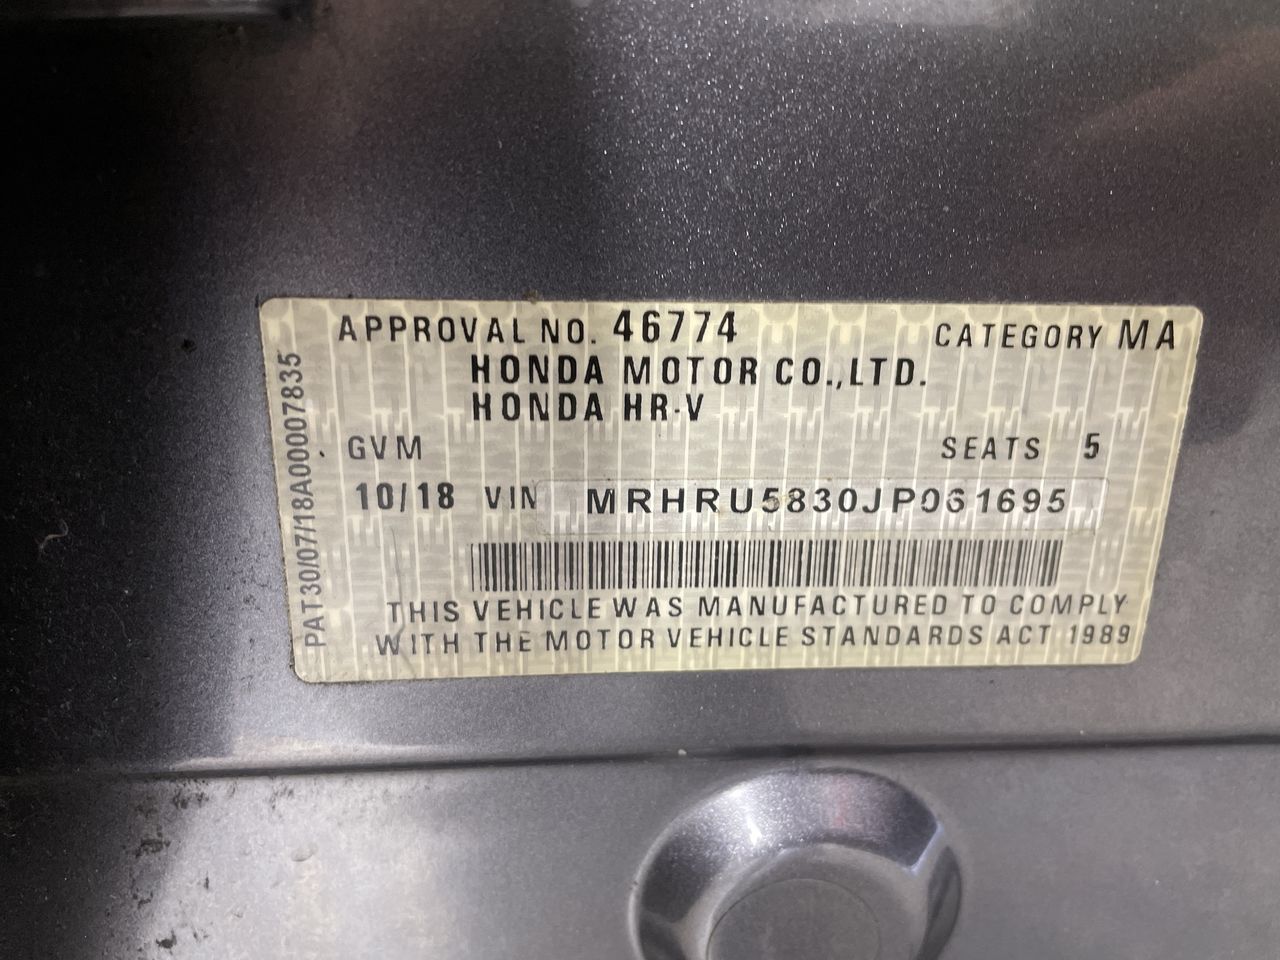 APPROVAL NO. 46774 CATEGORY MA
HONDA MOTOR CO.,LTD.
HONDA HR-V
GVM SEATS 5
10/18 VIN MRHRU5830JP061695
THIS VEHICLE WAS MANUFACTURED TO COMPLY
WITH THE MOTOR VEHICLE STANDARDS ACT 1989
PAT30/07/18A00007835